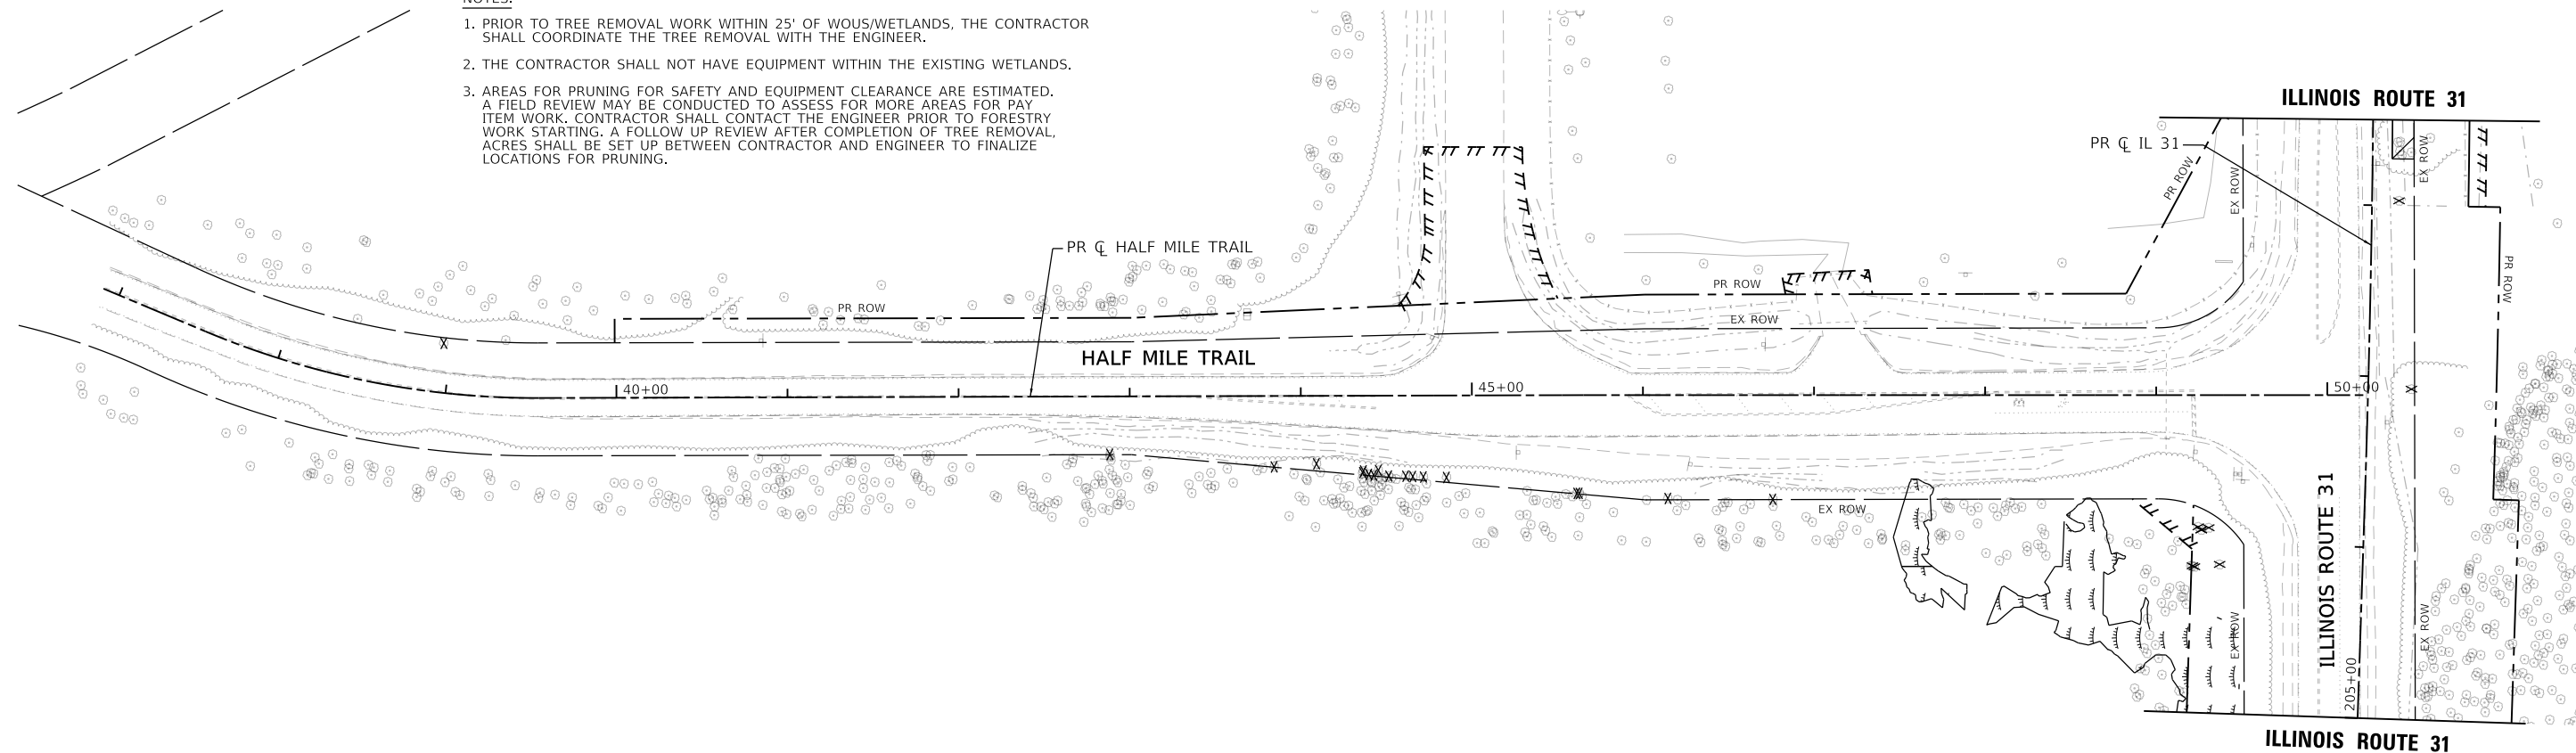 NOTES:
1. PRIOR TO TREE REMOVAL WORK WITHIN 25' OF WOUS/WETLANDS, THE CONTRACTOR
SHALL COORDINATE THE TREE REMOVAL WITH THE ENGINEER.
2. THE CONTRACTOR SHALL NOT HAVE EQUIPMENT WITHIN THE EXISTING WETLANDS.
3. AREAS FOR PRUNING FOR SAFETY AND EQUIPMENT CLEARANCE ARE ESTIMATED.
A FIELD REVIEW MAY BE CONDUCTED TO ASSESS FOR MORE AREAS FOR PAY
ITEM WORK. CONTRACTOR SHALL CONTACT THE ENGINEER PRIOR TO FORESTRY
WORK STARTING. A FOLLOW UP REVIEW AFTER COMPLETION OF TREE REMOVAL,
ACRES SHALL BE SET UP BETWEEN CONTRACTOR AND ENGINEER TO FINALIZE
LOCATIONS FOR PRUNING.
ILLINOIS ROUTE 31
PR ℄ IL 31
PR ROW
EX ROW
EX ROW
PR ℄ HALF MILE TRAIL
PR ROW
PR ROW
PR ROW
EX ROW
HALF MILE TRAIL
40+00
45+00
50+00
EX ROW
ILLINOIS ROUTE 31
EX ROW
EX ROW
205+00
ILLINOIS ROUTE 31